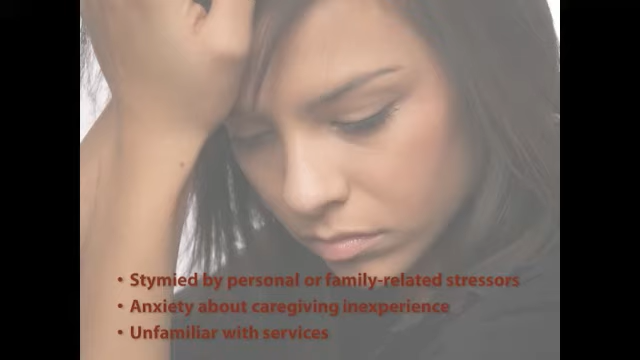 • Stymied by personal or family-related stressors
• Anxiety about caregiving inexperience
• Unfamiliar with services